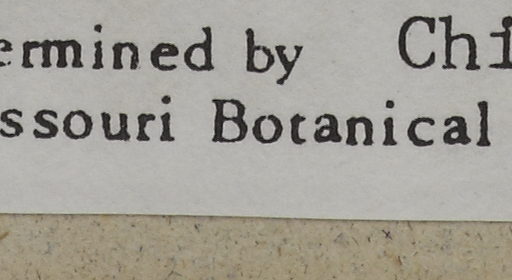 ermined by Chi
ssouri Botanical